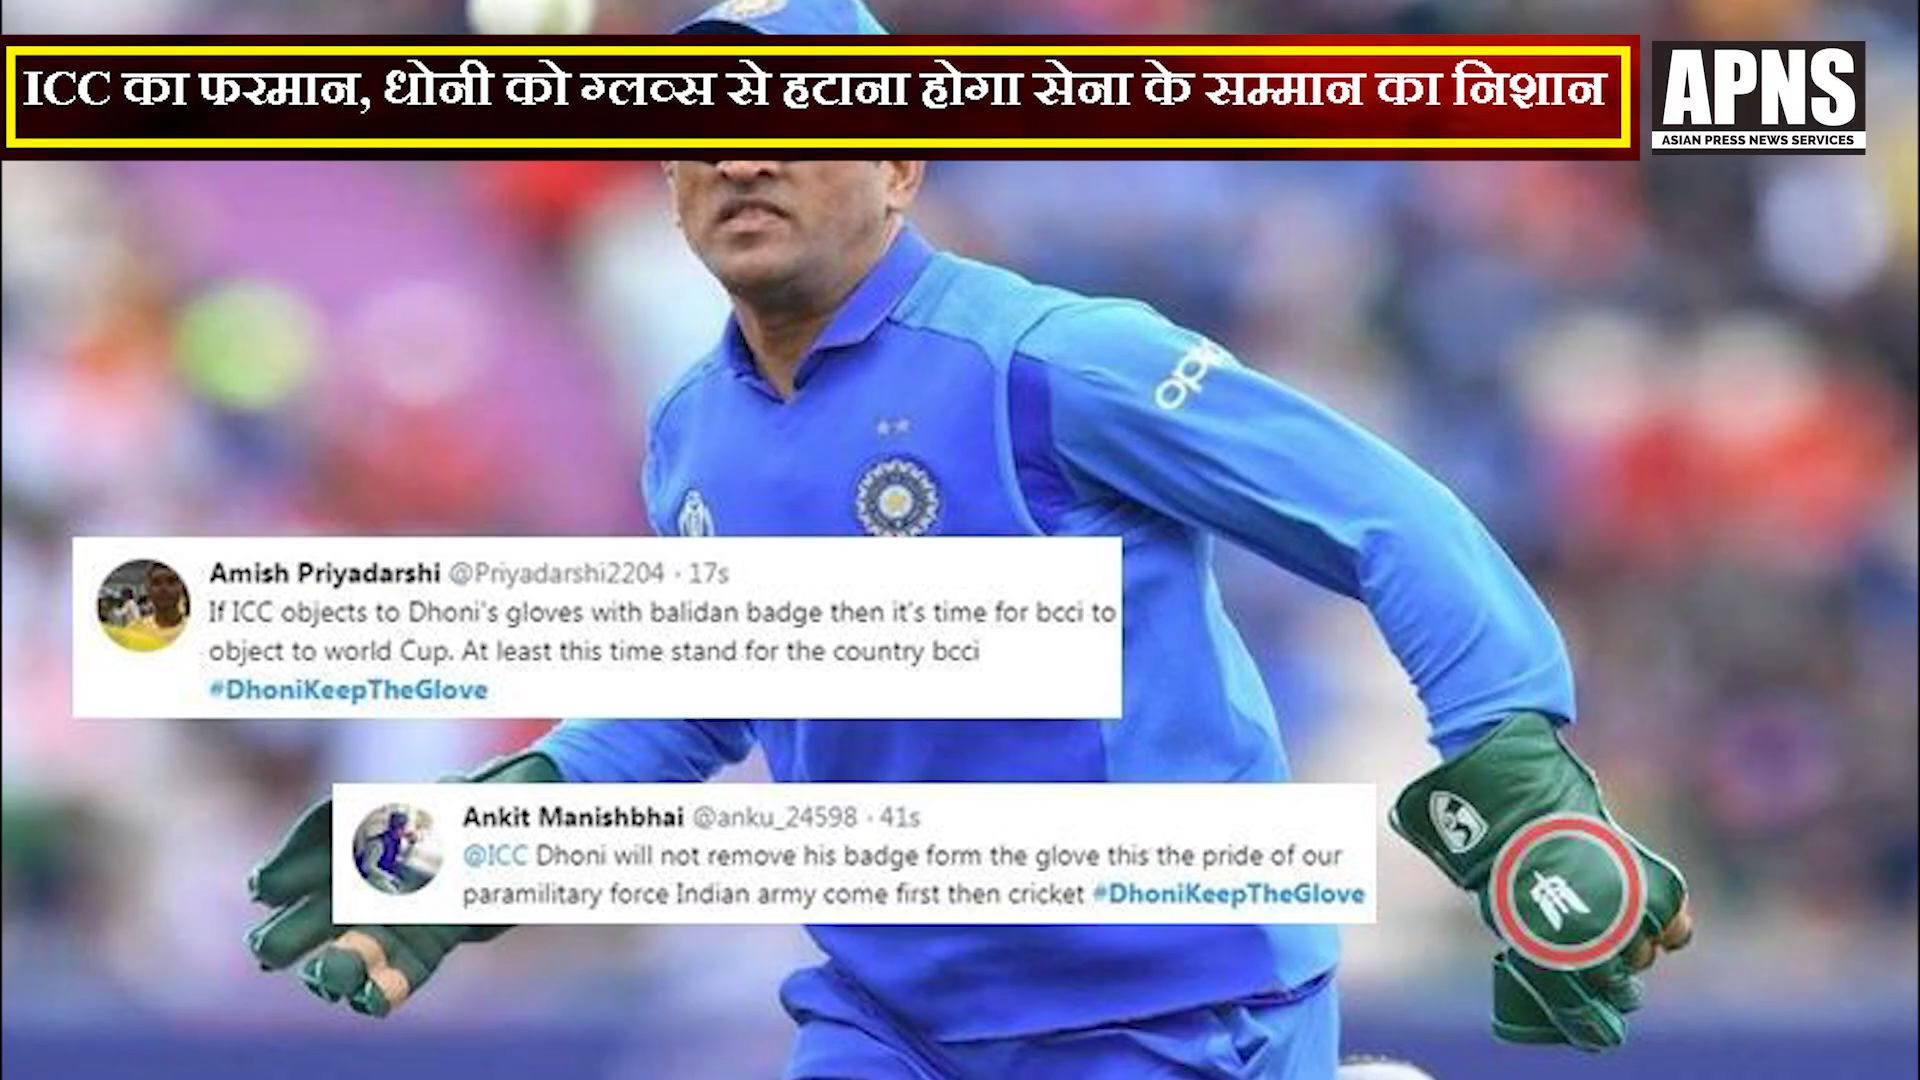 ICC का फरमान, धोनी को ग्लव्स से हटाना होगा सेना के सम्मान का निशान
APNS
ASIAN PRESS NEWS SERVICES
oppo
Amish Priyadarshi @Priyadarshi2204 · 17s
If ICC objects to Dhoni's gloves with balidan badge then it's time for bcci to
object to world Cup. At least this time stand for the country bcci
#DhoniKeepTheGlove
Ankit Manishbhai @anku_24598 · 41s
@ICC Dhoni will not remove his badge form the glove this the pride of our
paramilitary force Indian army come first then cricket #DhoniKeepTheGlove